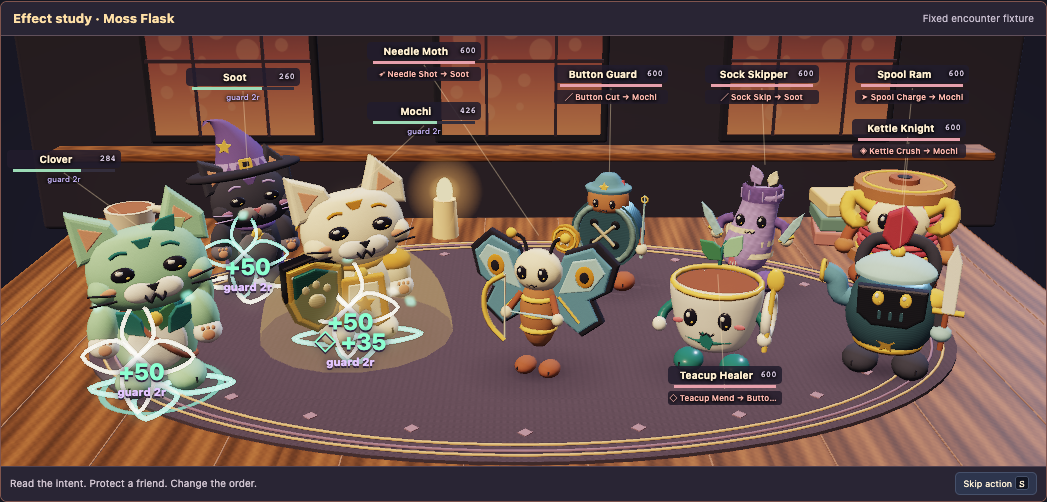 Effect study · Moss Flask
Fixed encounter fixture
Needle Moth 600
Needle Shot → Soot
Soot 260
guard 2r
Button Guard 600
Button Cut → Mochi
Sock Skipper 600
Sock Skip → Soot
Spool Ram 600
Spool Charge → Mochi
Mochi 426
guard 2r
Kettle Knight 600
Kettle Crush → Mochi
Clover 284
guard 2r
+50
guard 2r
+50
+35
guard 2r
+50
guard 2r
Teacup Healer 600
Teacup Mend → Butto...
Read the intent. Protect a friend. Change the order.
Skip action S